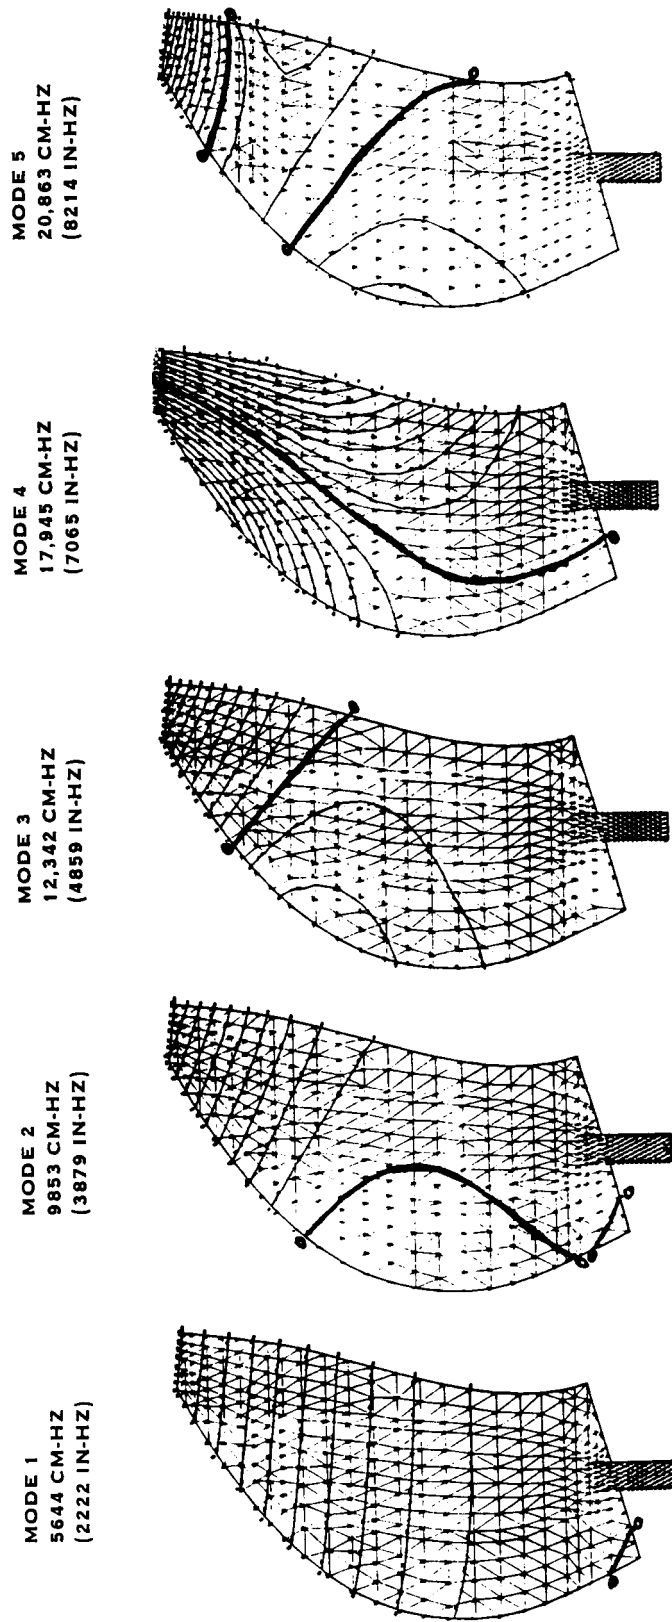 MODE 5
20,863 CM-HZ
(8214 IN-HZ)
MODE 4
17,945 CM-HZ
(7065 IN-HZ)
MODE 3
12,342 CM-HZ
(4859 IN-HZ)
MODE 2
9853 CM-HZ
(3879 IN-HZ)
MODE 1
5644 CM-HZ
(2222 IN-HZ)